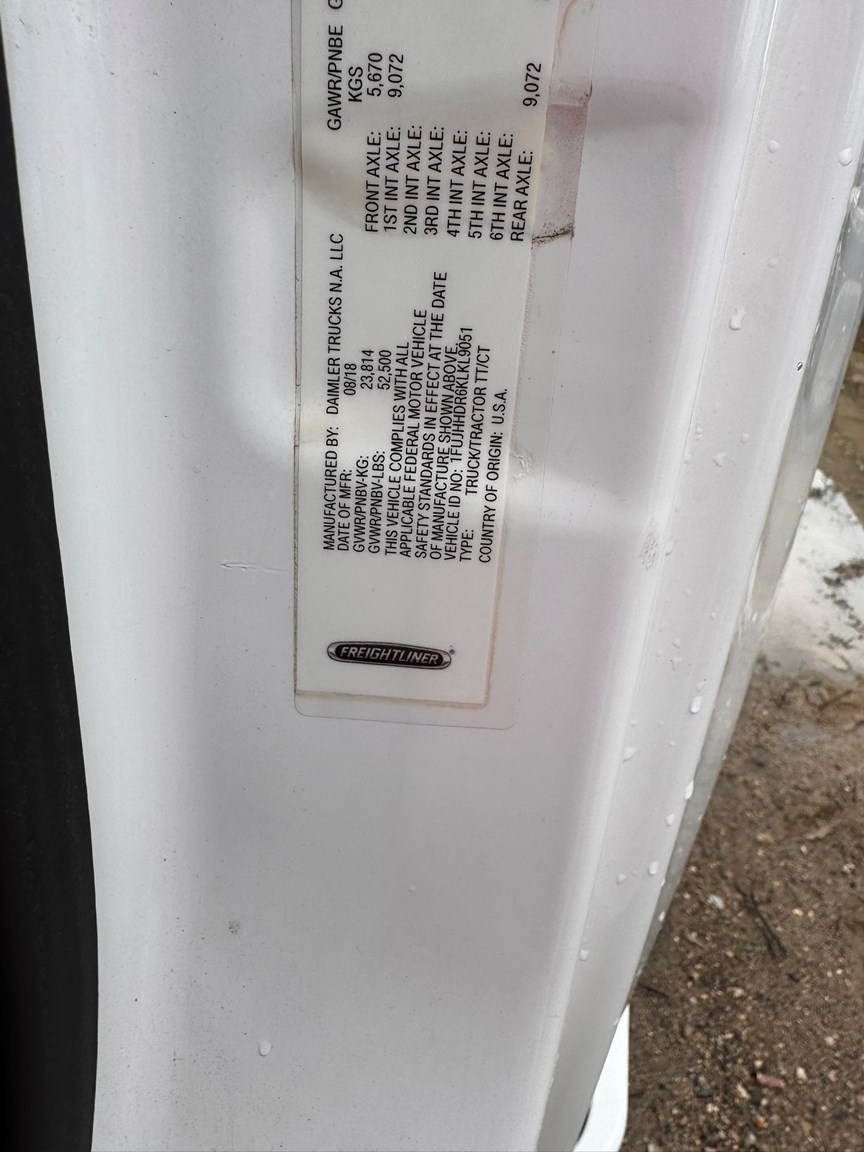 FREIGHTLINER
MANUFACTURED BY: DAIMLER TRUCKS N.A. LLC
DATE OF MFR: 08/18
GVWR/PNBV-KG: 23,814
GVWR/PNBV-LBS: 52,500
THIS VEHICLE COMPLIES WITH ALL
APPLICABLE FEDERAL MOTOR VEHICLE
SAFETY STANDARDS IN EFFECT AT THE DATE
OF MANUFACTURE SHOWN ABOVE.
VEHICLE ID NO: 1FUJHHDR6KLKL9051
TYPE: TRUCK/TRACTOR TT/CT
COUNTRY OF ORIGIN: U.S.A.
GAWR/PNBE G
KGS
FRONT AXLE: 5,670
1ST INT AXLE: 9,072
2ND INT AXLE:
3RD INT AXLE:
4TH INT AXLE:
5TH INT AXLE:
6TH INT AXLE:
REAR AXLE: 9,072